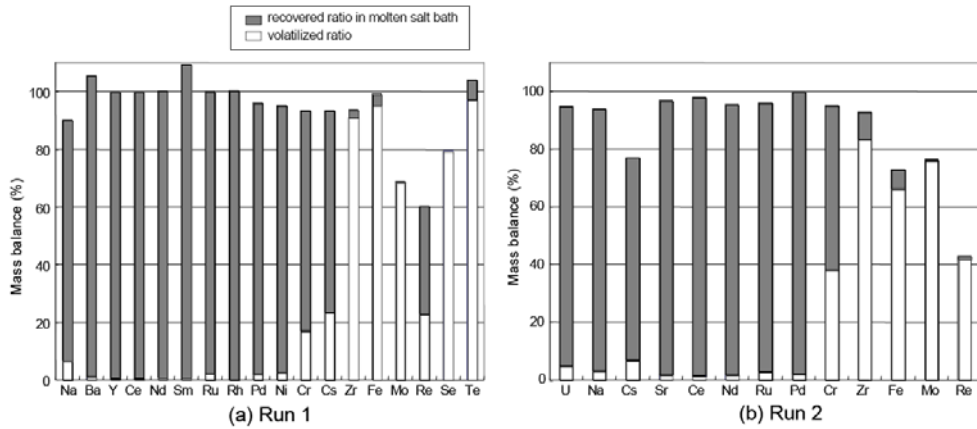 recovered ratio in molten salt bath
volatilized ratio
Mass balance (%)
100
80
60
40
20
0
Na Ba Y Ce Nd Sm Ru Rh Pd Ni Cr Cs Zr Fe Mo Re Se Te
(a) Run 1
Mass balance (%)
100
80
60
40
20
0
U Na Cs Sr Ce Nd Ru Pd Cr Zr Fe Mo Re
(b) Run 2